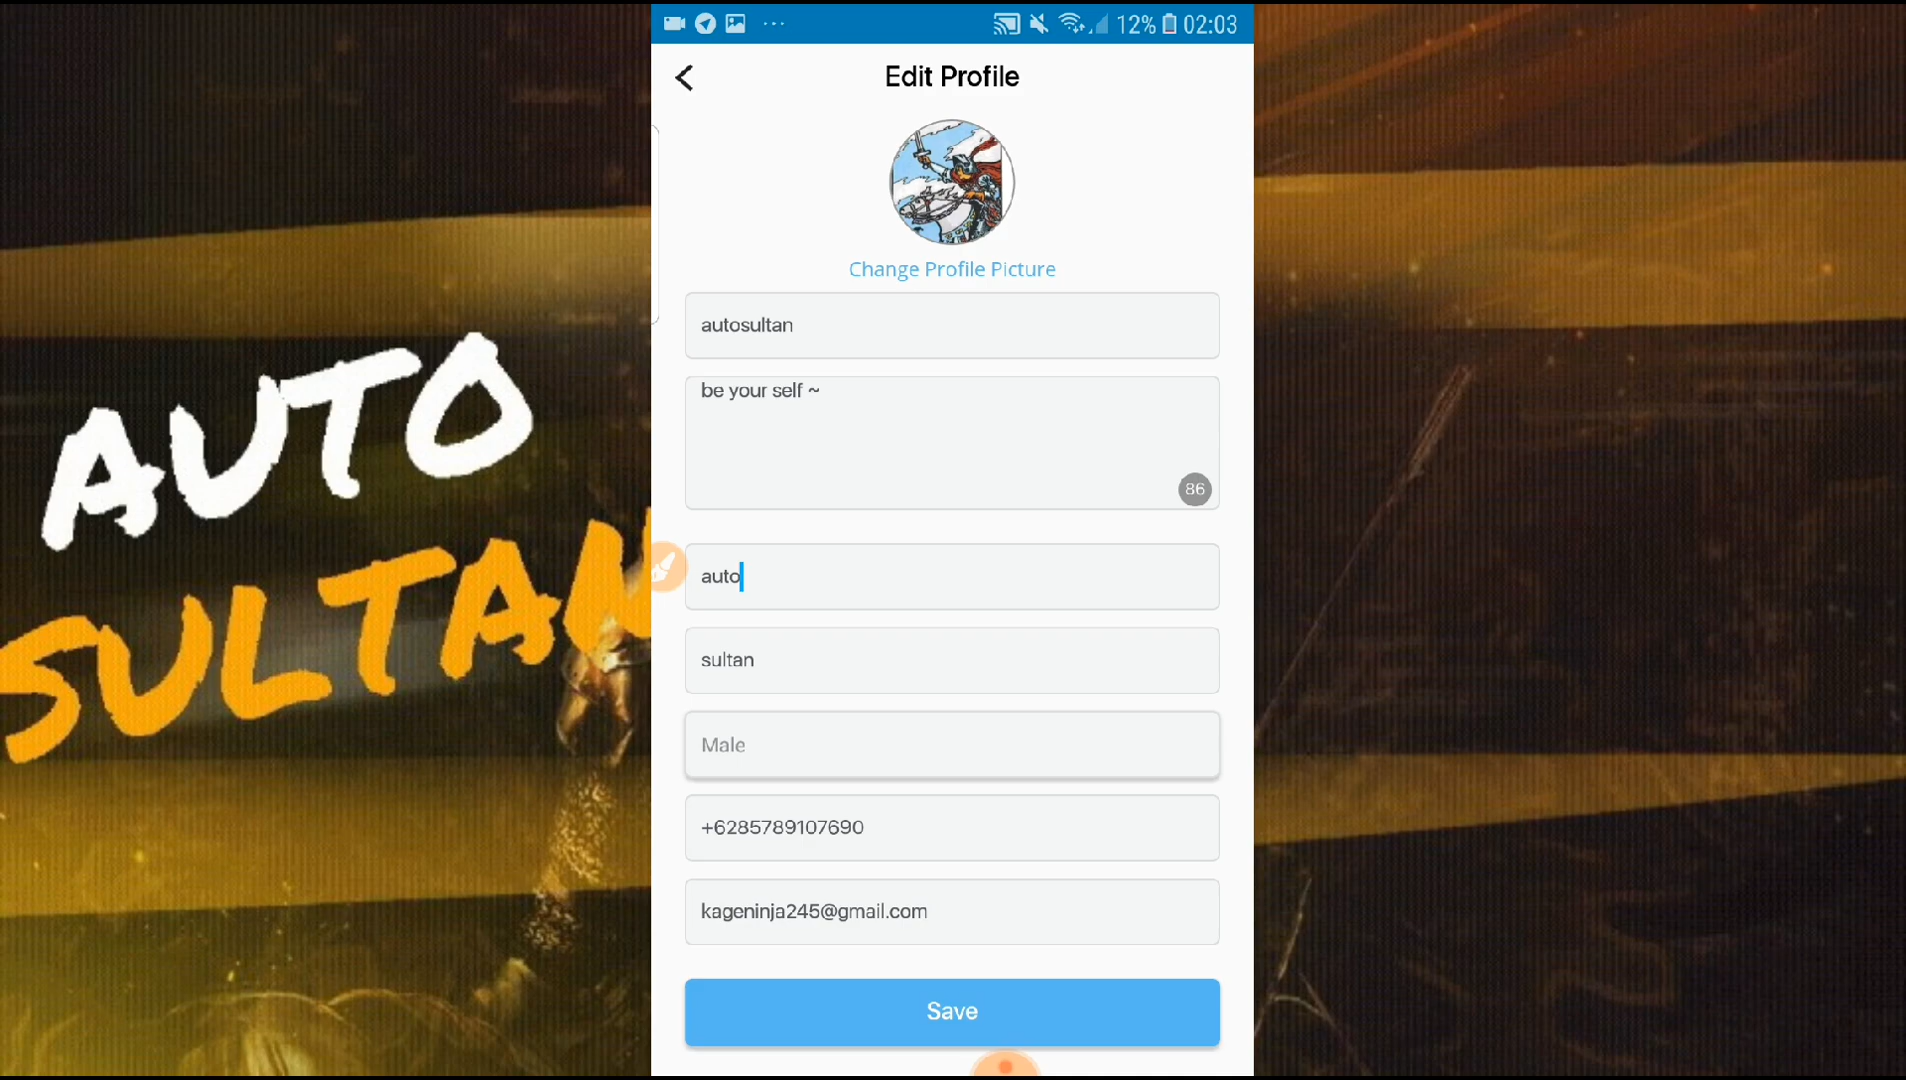 12% 02:03
Edit Profile
Change Profile Picture
autosultan
be your self ~
86
auto
sultan
Male
+6285789107690
kageninja245@gmail.com
Save
AUTO
SULTAN